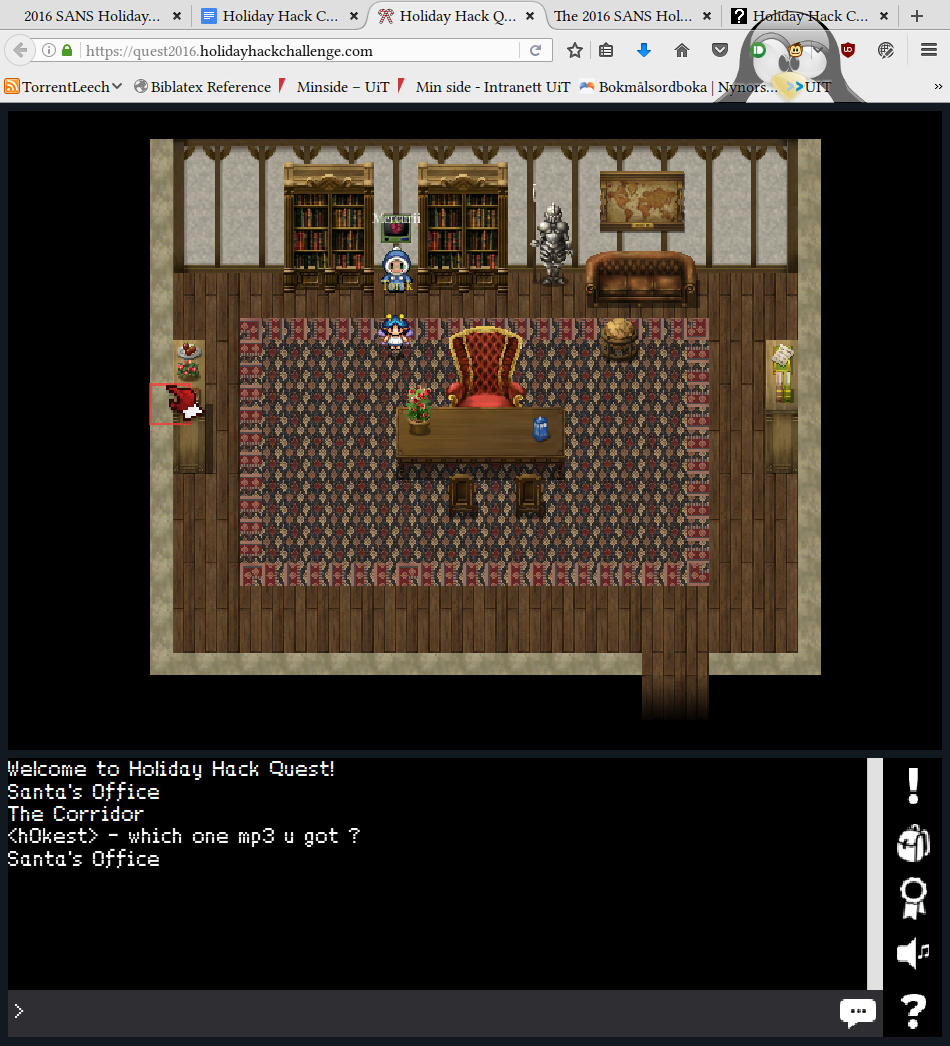 2016 SANS Holiday...
Holiday Hack C...
Holiday Hack Q...
The 2016 SANS Hol...
Holiday Hack C...
https://quest2016.holidayhackchallenge.com
TorrentLeech
Biblatex Reference
Minside – UiT
Min side - Intranett UiT
Bokmålsordboka | Nynors...
UIT
Mercurii
Welcome to Holiday Hack Quest!
Santa's Office
The Corridor
<h0kest> - which one mp3 u got ?
Santa's Office
>